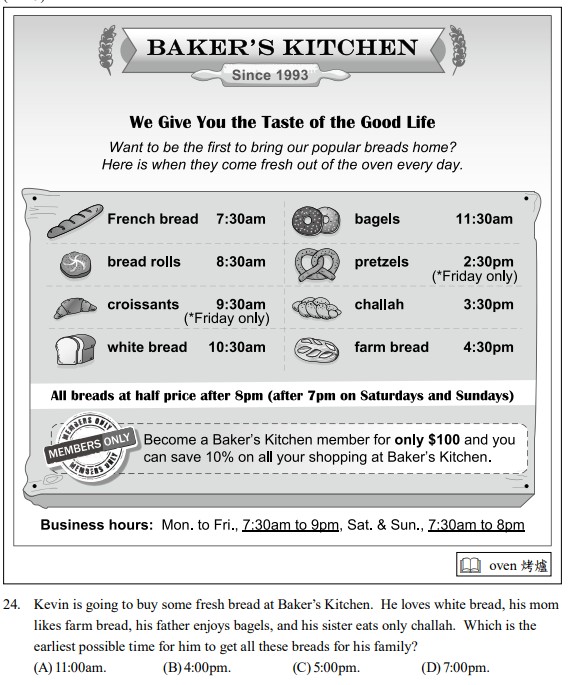 BAKER'S KITCHEN
Since 1993
We Give You the Taste of the Good Life
Want to be the first to bring our popular breads home?
Here is when they come fresh out of the oven every day.
French bread 7:30am
bread rolls 8:30am
croissants 9:30am
(*Friday only)
white bread 10:30am
bagels 11:30am
pretzels 2:30pm
(*Friday only)
challah 3:30pm
farm bread 4:30pm
All breads at half price after 8pm (after 7pm on Saturdays and Sundays)
MEMBERS ONLY
MEMBERS ONLY
MEMBERS ONLY
Become a Baker's Kitchen member for only $100 and you
can save 10% on all your shopping at Baker's Kitchen.
Business hours: Mon. to Fri., 7:30am to 9pm, Sat. & Sun., 7:30am to 8pm
oven 烤爐
24. Kevin is going to buy some fresh bread at Baker's Kitchen. He loves white bread, his mom
likes farm bread, his father enjoys bagels, and his sister eats only challah. Which is the
earliest possible time for him to get all these breads for his family?
(A) 11:00am. (B) 4:00pm. (C) 5:00pm. (D) 7:00pm.